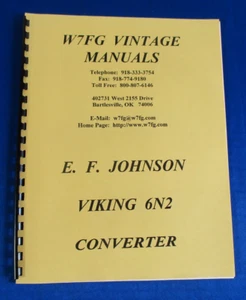 W7FG VINTAGE
MANUALS
Telephone: 918-333-3754
Fax: 918-774-9180
Toll Free: 800-807-6146
402731 West 2155 Drive
Bartlesville, OK 74006
E-Mail: w7fg@w7fg.com
Home Page: http://www.w7fg.com
E. F. JOHNSON
VIKING 6N2
CONVERTER